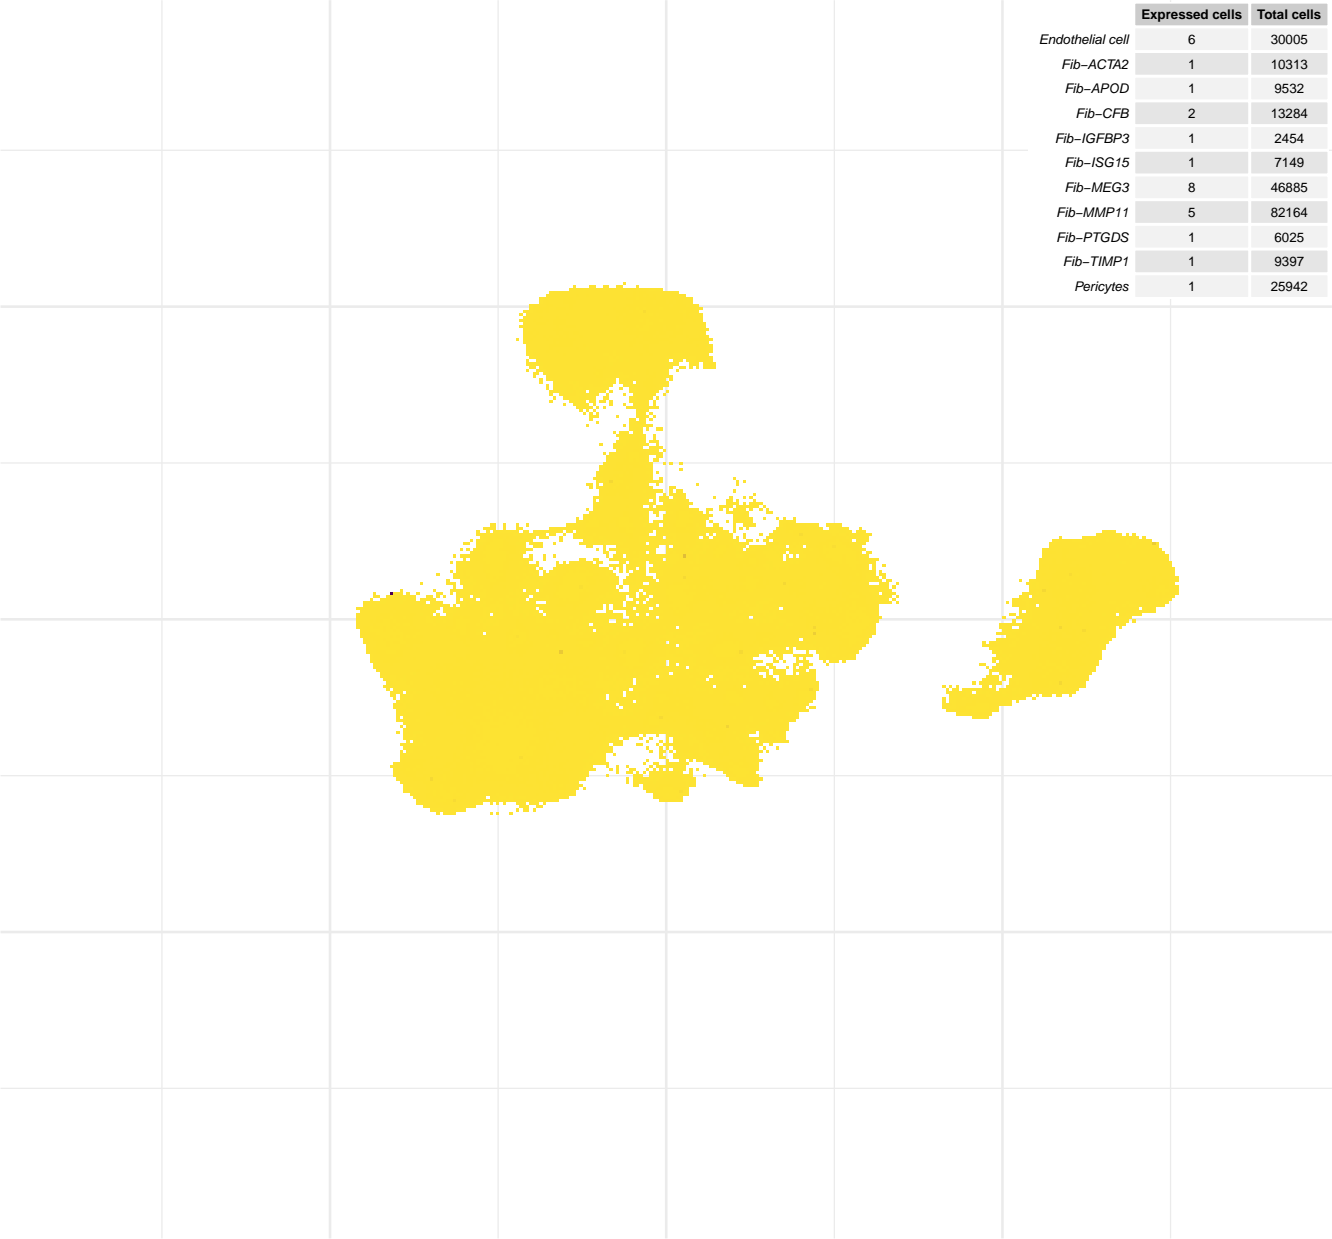 Expressed cells Total cells
Endothelial cell 6 30005
Fib−ACTA2 1 10313
Fib−APOD 1 9532
Fib−CFB 2 13284
Fib−IGFBP3 1 2454
Fib−ISG15 1 7149
Fib−MEG3 8 46885
Fib−MMP11 5 82164
Fib−PTGDS 1 6025
Fib−TIMP1 1 9397
Pericytes 1 25942